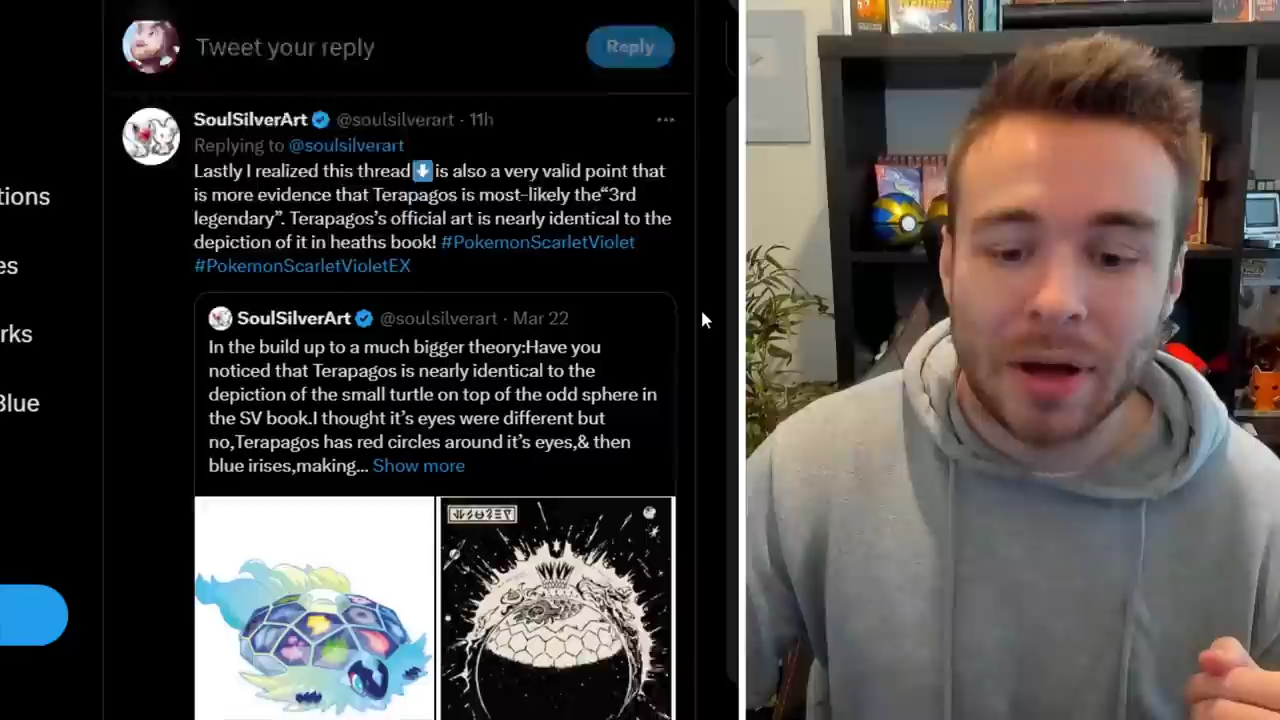 Tweet your reply
Reply
SoulSilverArt @soulsilverart · 11h
Replying to @soulsilverart
Lastly I realized this thread⬇️is also a very valid point that
is more evidence that Terapagos is most-likely the“3rd
legendary”. Terapagos’s official art is nearly identical to the
depiction of it in heaths book! #PokemonScarletViolet
#PokemonScarletVioletEX
tions
es
rks
Blue
SoulSilverArt @soulsilverart · Mar 22
In the build up to a much bigger theory:Have you
noticed that Terapagos is nearly identical to the
depiction of the small turtle on top of the odd sphere in
the SV book.I thought it’s eyes were different but
no,Terapagos has red circles around it’s eyes,& then
blue irises,making... Show more